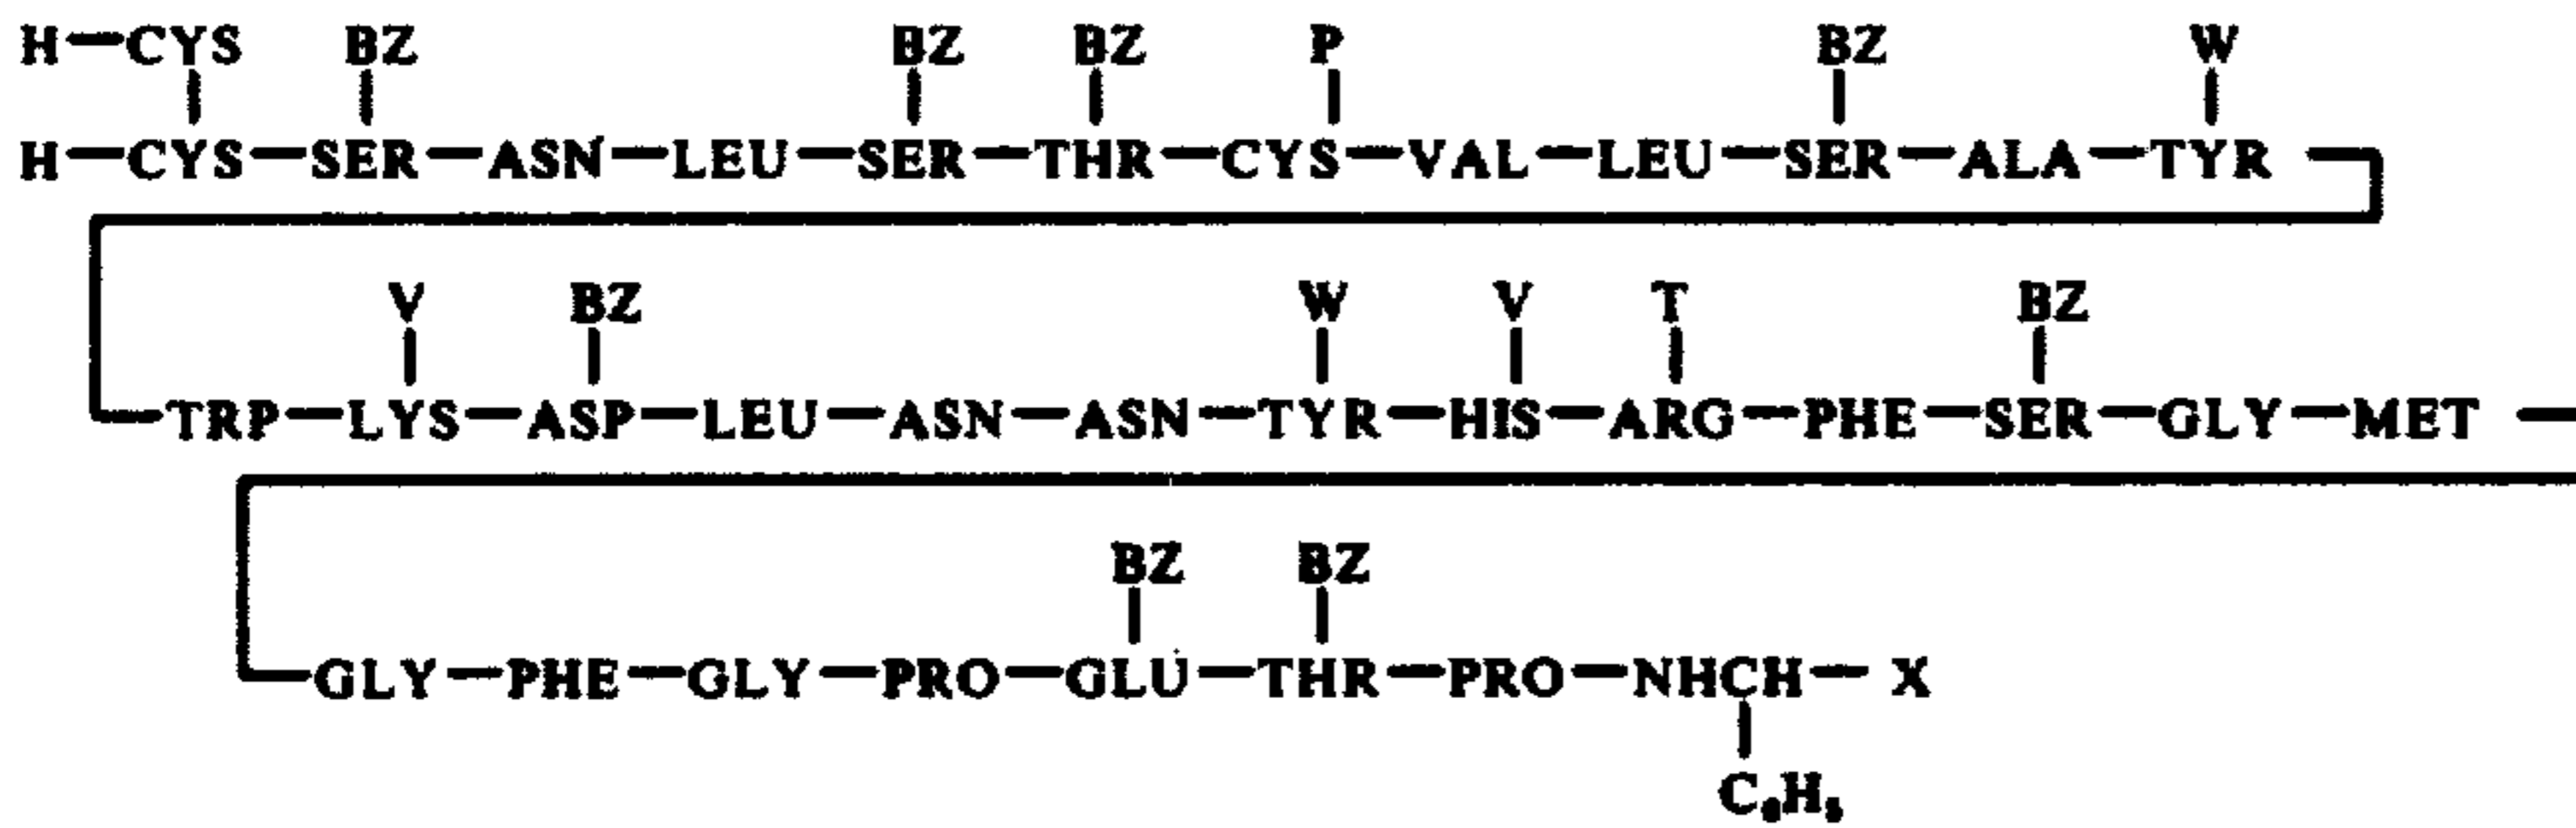 H—CYS BZ BZ BZ P BZ W
H—CYS—SER—ASN—LEU—SER—THR—CYS—VAL—LEU—SER—ALA—TYR
V BZ W V T BZ
TRP—LYS—ASP—LEU—ASN—ASN—TYR—HIS—ARG—PHE—SER—GLY—MET
BZ BZ
GLY—PHE—GLY—PRO—GLU—THR—PRO—NHCH—X
C₆H₅